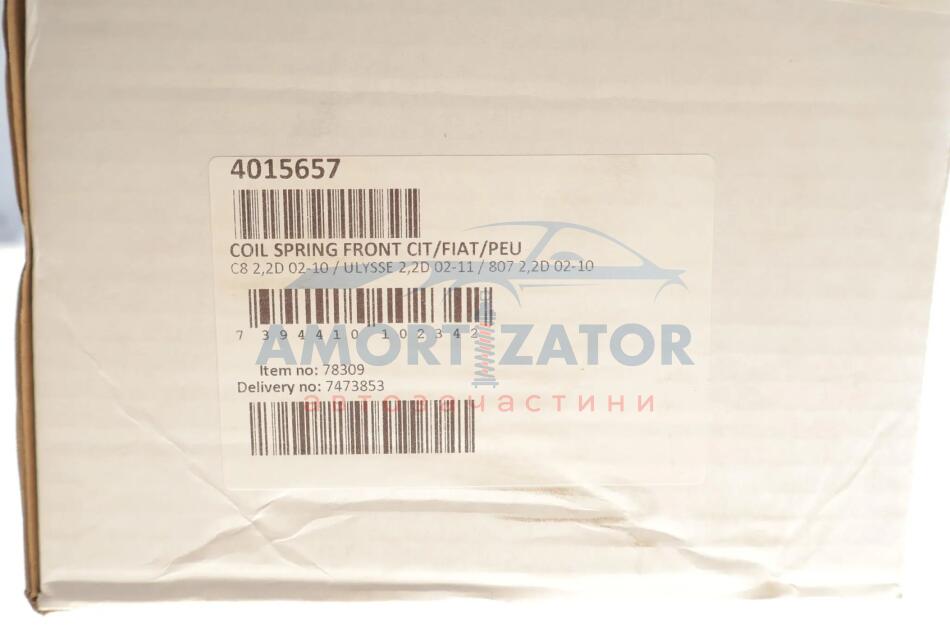 4015657
COIL SPRING FRONT CIT/FIAT/PEU
C8 2,2D 02-10 / ULYSSE 2,2D 02-11 / 807 2,2D 02-10
7 394410 102342
AMORTIZATOR
Item no: 78309
Delivery no: 7473853
автозапчастини